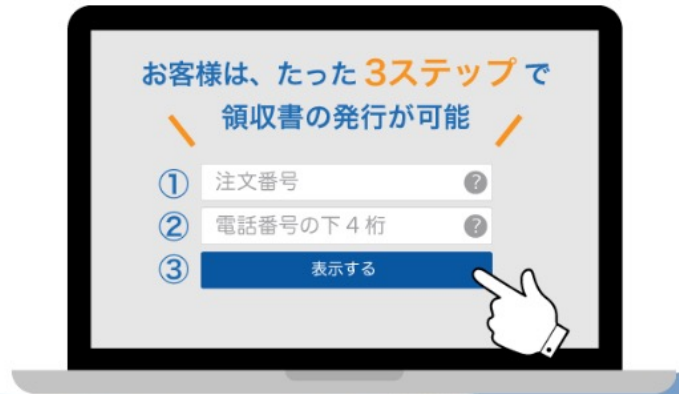 お客様は、たった3ステップで
領収書の発行が可能
① 注文番号 ?
② 電話番号の下4桁 ?
③ 表示する